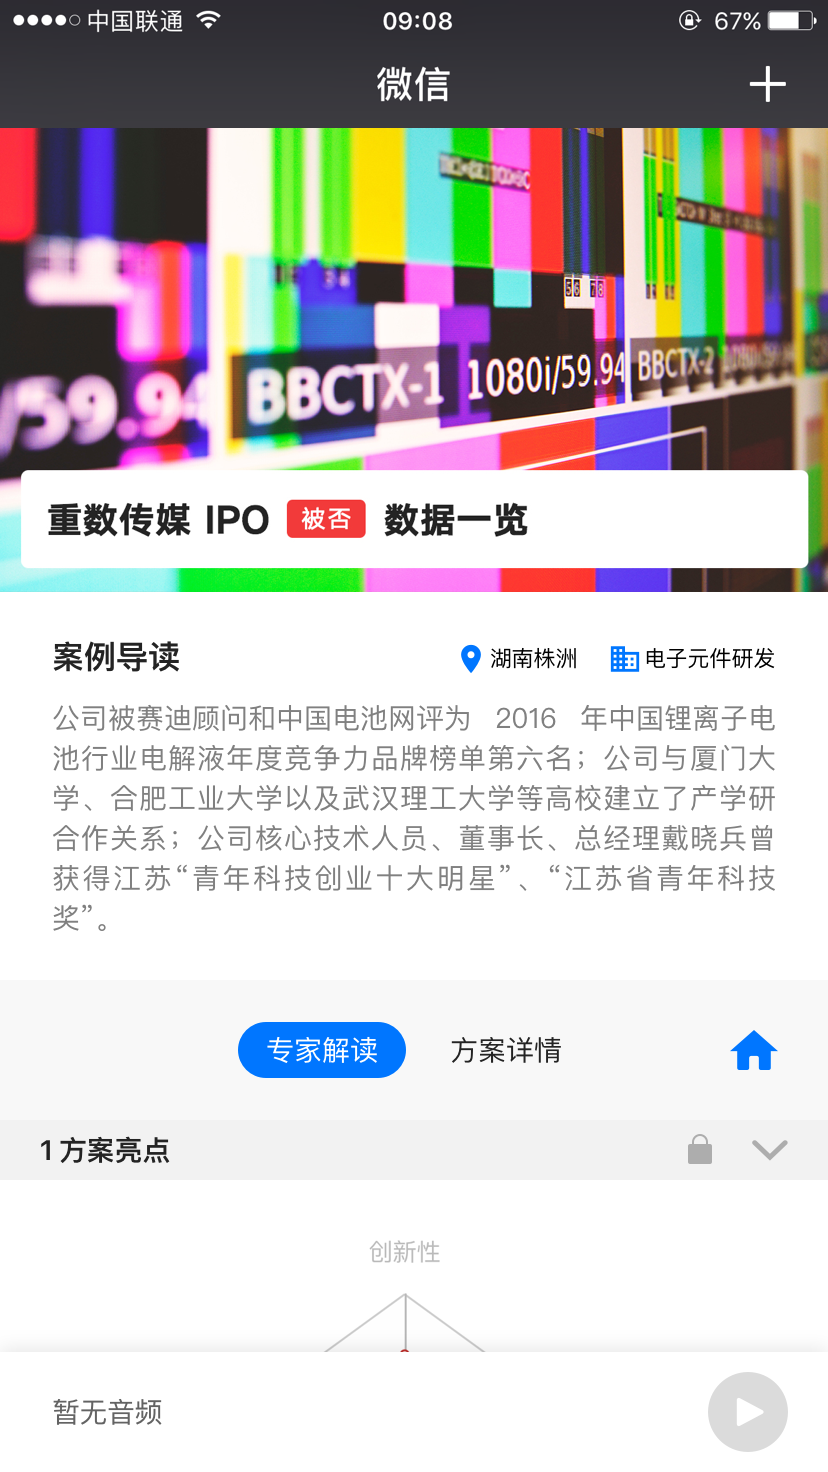 中国联通 09:08 67%
微信
/59.94 BBCTX-1 1080i/59.94 BBCTX-2
重数传媒 IPO 被否 数据一览
案例导读 湖南株洲 电子元件研发
公司被赛迪顾问和中国电池网评为 2016 年中国锂离子电
池行业电解液年度竞争力品牌榜单第六名；公司与厦门大
学、合肥工业大学以及武汉理工大学等高校建立了产学研
合作关系；公司核心技术人员、董事长、总经理戴晓兵曾
获得江苏“青年科技创业十大明星”、“江苏省青年科技
奖”。
专家解读 方案详情
1 方案亮点
创新性
暂无音频